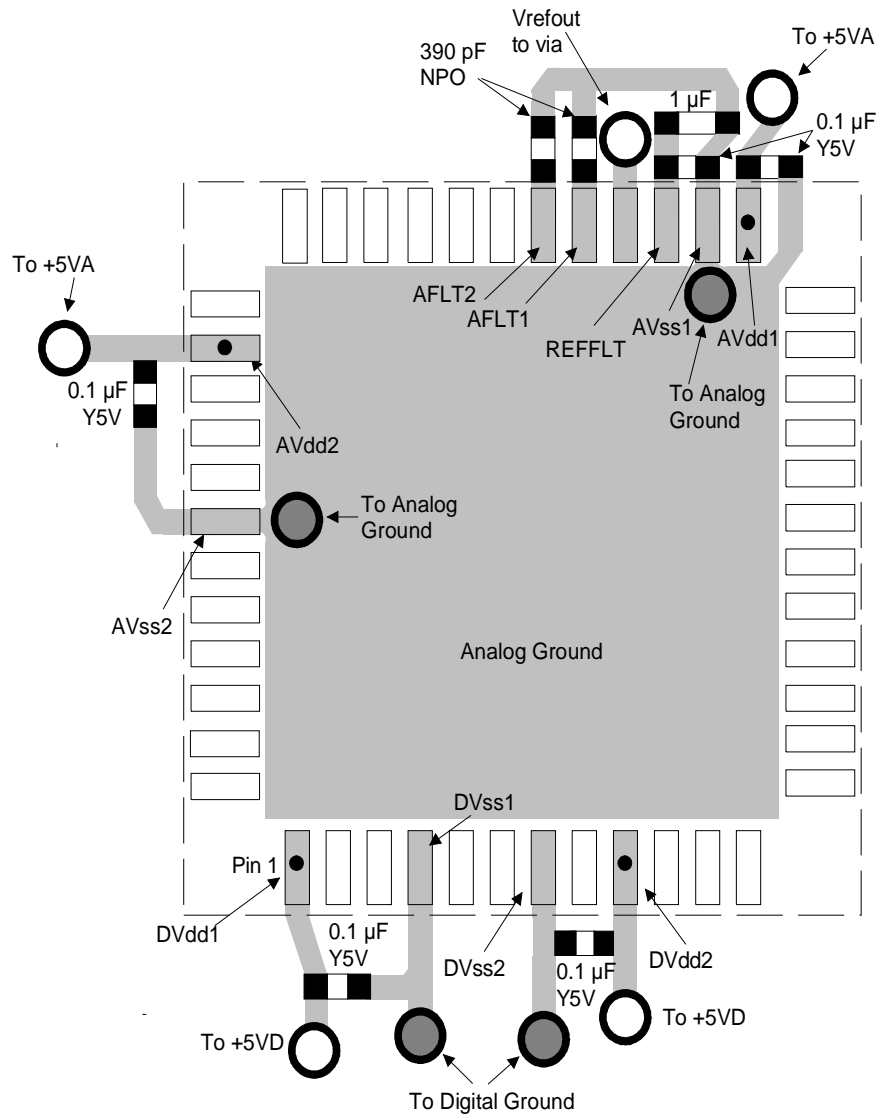 Vrefout
to via
To +5VA
390 pF
NPO
1 µF
0.1 µF
Y5V
To +5VA
AFLT2
AFLT1
REFFLT
AVss1
AVdd1
0.1 µF
Y5V
To Analog
Ground
AVdd2
To Analog
Ground
AVss2
Analog Ground
DVss1
Pin 1
DVdd1
0.1 µF
Y5V
DVss2
0.1 µF
Y5V
DVdd2
To +5VD
To +5VD
To Digital Ground